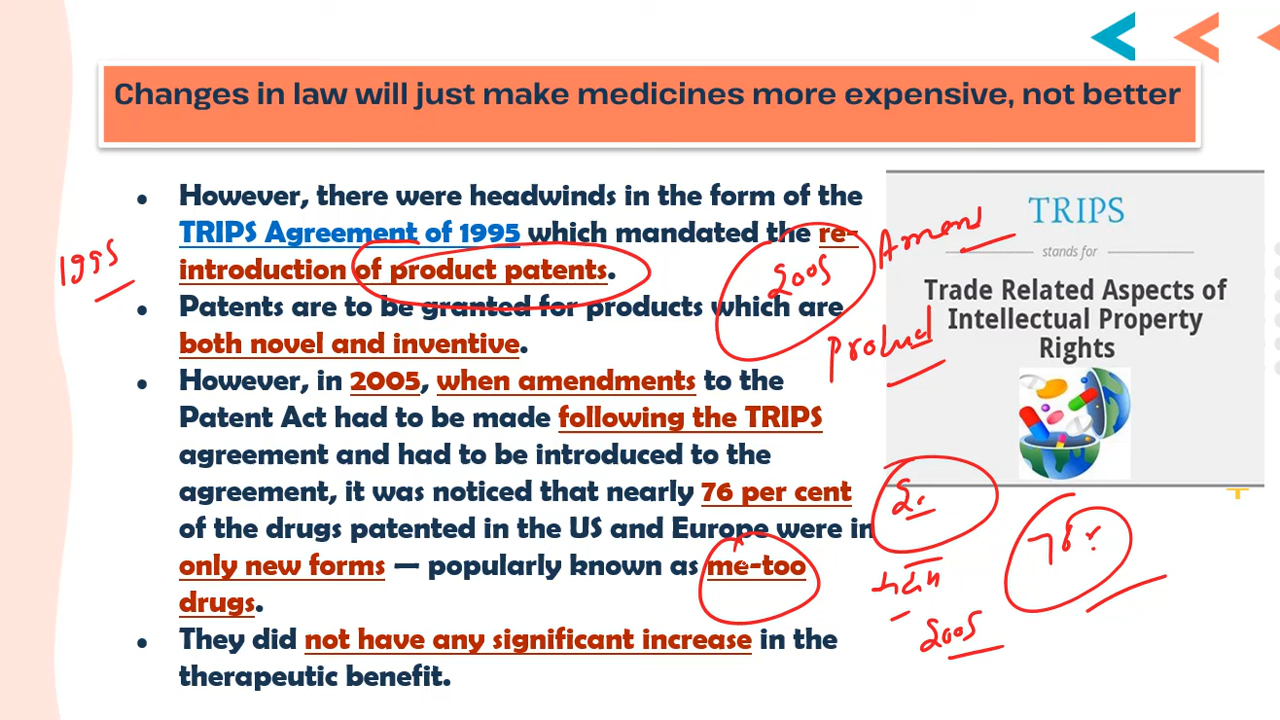 Changes in law will just make medicines more expensive, not better
• However, there were headwinds in the form of the
TRIPS Agreement of 1995 which mandated the re-
introduction of product patents.
• Patents are to be granted for products which are
both novel and inventive.
• However, in 2005, when amendments to the
Patent Act had to be made following the TRIPS
agreement and had to be introduced to the
agreement, it was noticed that nearly 76 per cent
of the drugs patented in the US and Europe were in
only new forms — popularly known as me-too
drugs.
• They did not have any significant increase in the
therapeutic benefit.
1995
2005
Amend
Product
TRIPS
stands for
Trade Related Aspects of
Intellectual Property
Rights
76%
2005